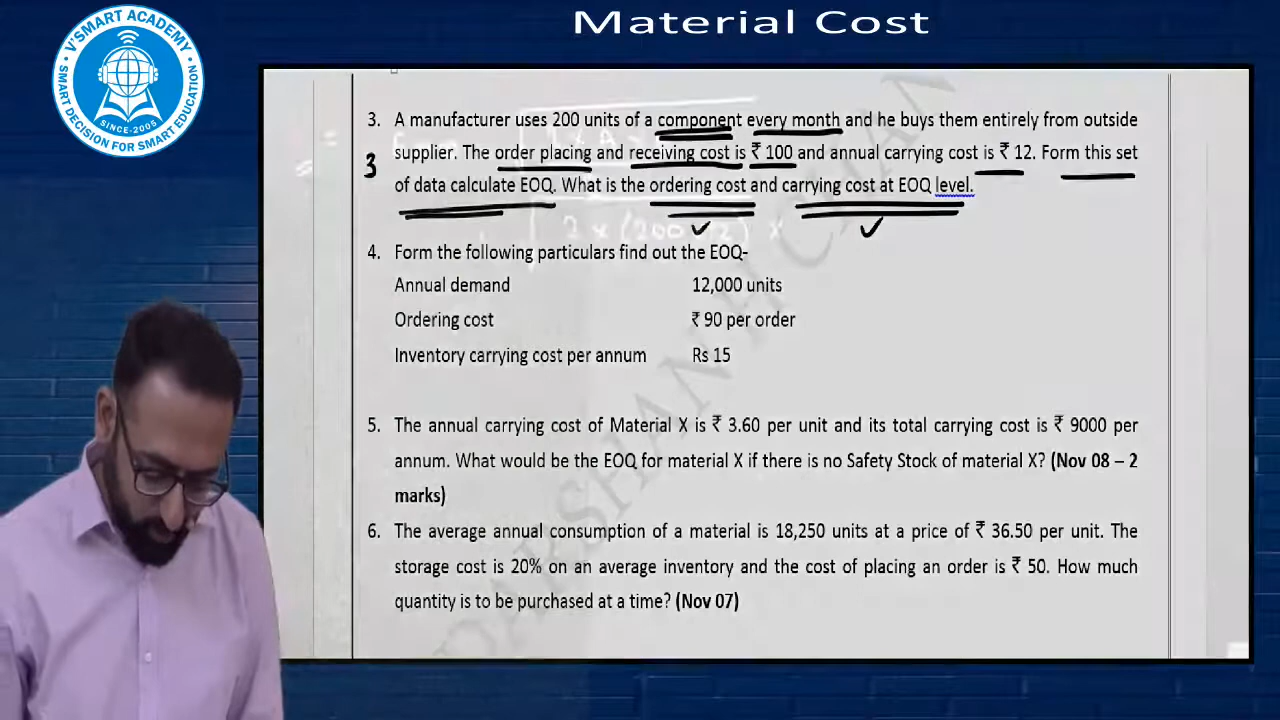 Material Cost
V'SMART ACADEMY
SMART DECISION FOR SMART EDUCATION
SINCE-2005
3. A manufacturer uses 200 units of a component every month and he buys them entirely from outside
supplier. The order placing and receiving cost is ₹ 100 and annual carrying cost is ₹ 12. Form this set
3
of data calculate EOQ. What is the ordering cost and carrying cost at EOQ level.
2 × (200 × 12) ×
4. Form the following particulars find out the EOQ-
Annual demand 12,000 units
Ordering cost ₹ 90 per order
Inventory carrying cost per annum Rs 15
5. The annual carrying cost of Material X is ₹ 3.60 per unit and its total carrying cost is ₹ 9000 per
annum. What would be the EOQ for material X if there is no Safety Stock of material X? (Nov 08 – 2
marks)
6. The average annual consumption of a material is 18,250 units at a price of ₹ 36.50 per unit. The
storage cost is 20% on an average inventory and the cost of placing an order is ₹ 50. How much
quantity is to be purchased at a time? (Nov 07)